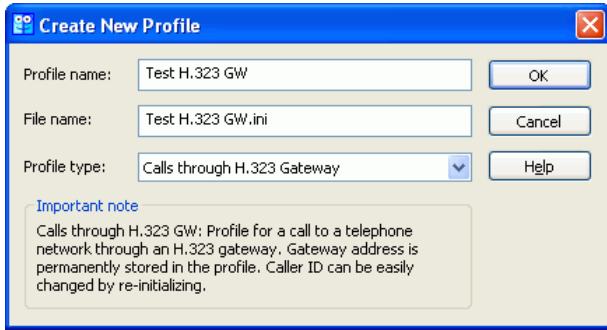 Create New Profile
Profile name: Test H.323 GW OK
File name: Test H.323 GW.ini Cancel
Profile type: Calls through H.323 Gateway Help
Important note
Calls through H.323 GW: Profile for a call to a telephone
network through an H.323 gateway. Gateway address is
permanently stored in the profile. Caller ID can be easily
changed by re-initializing.